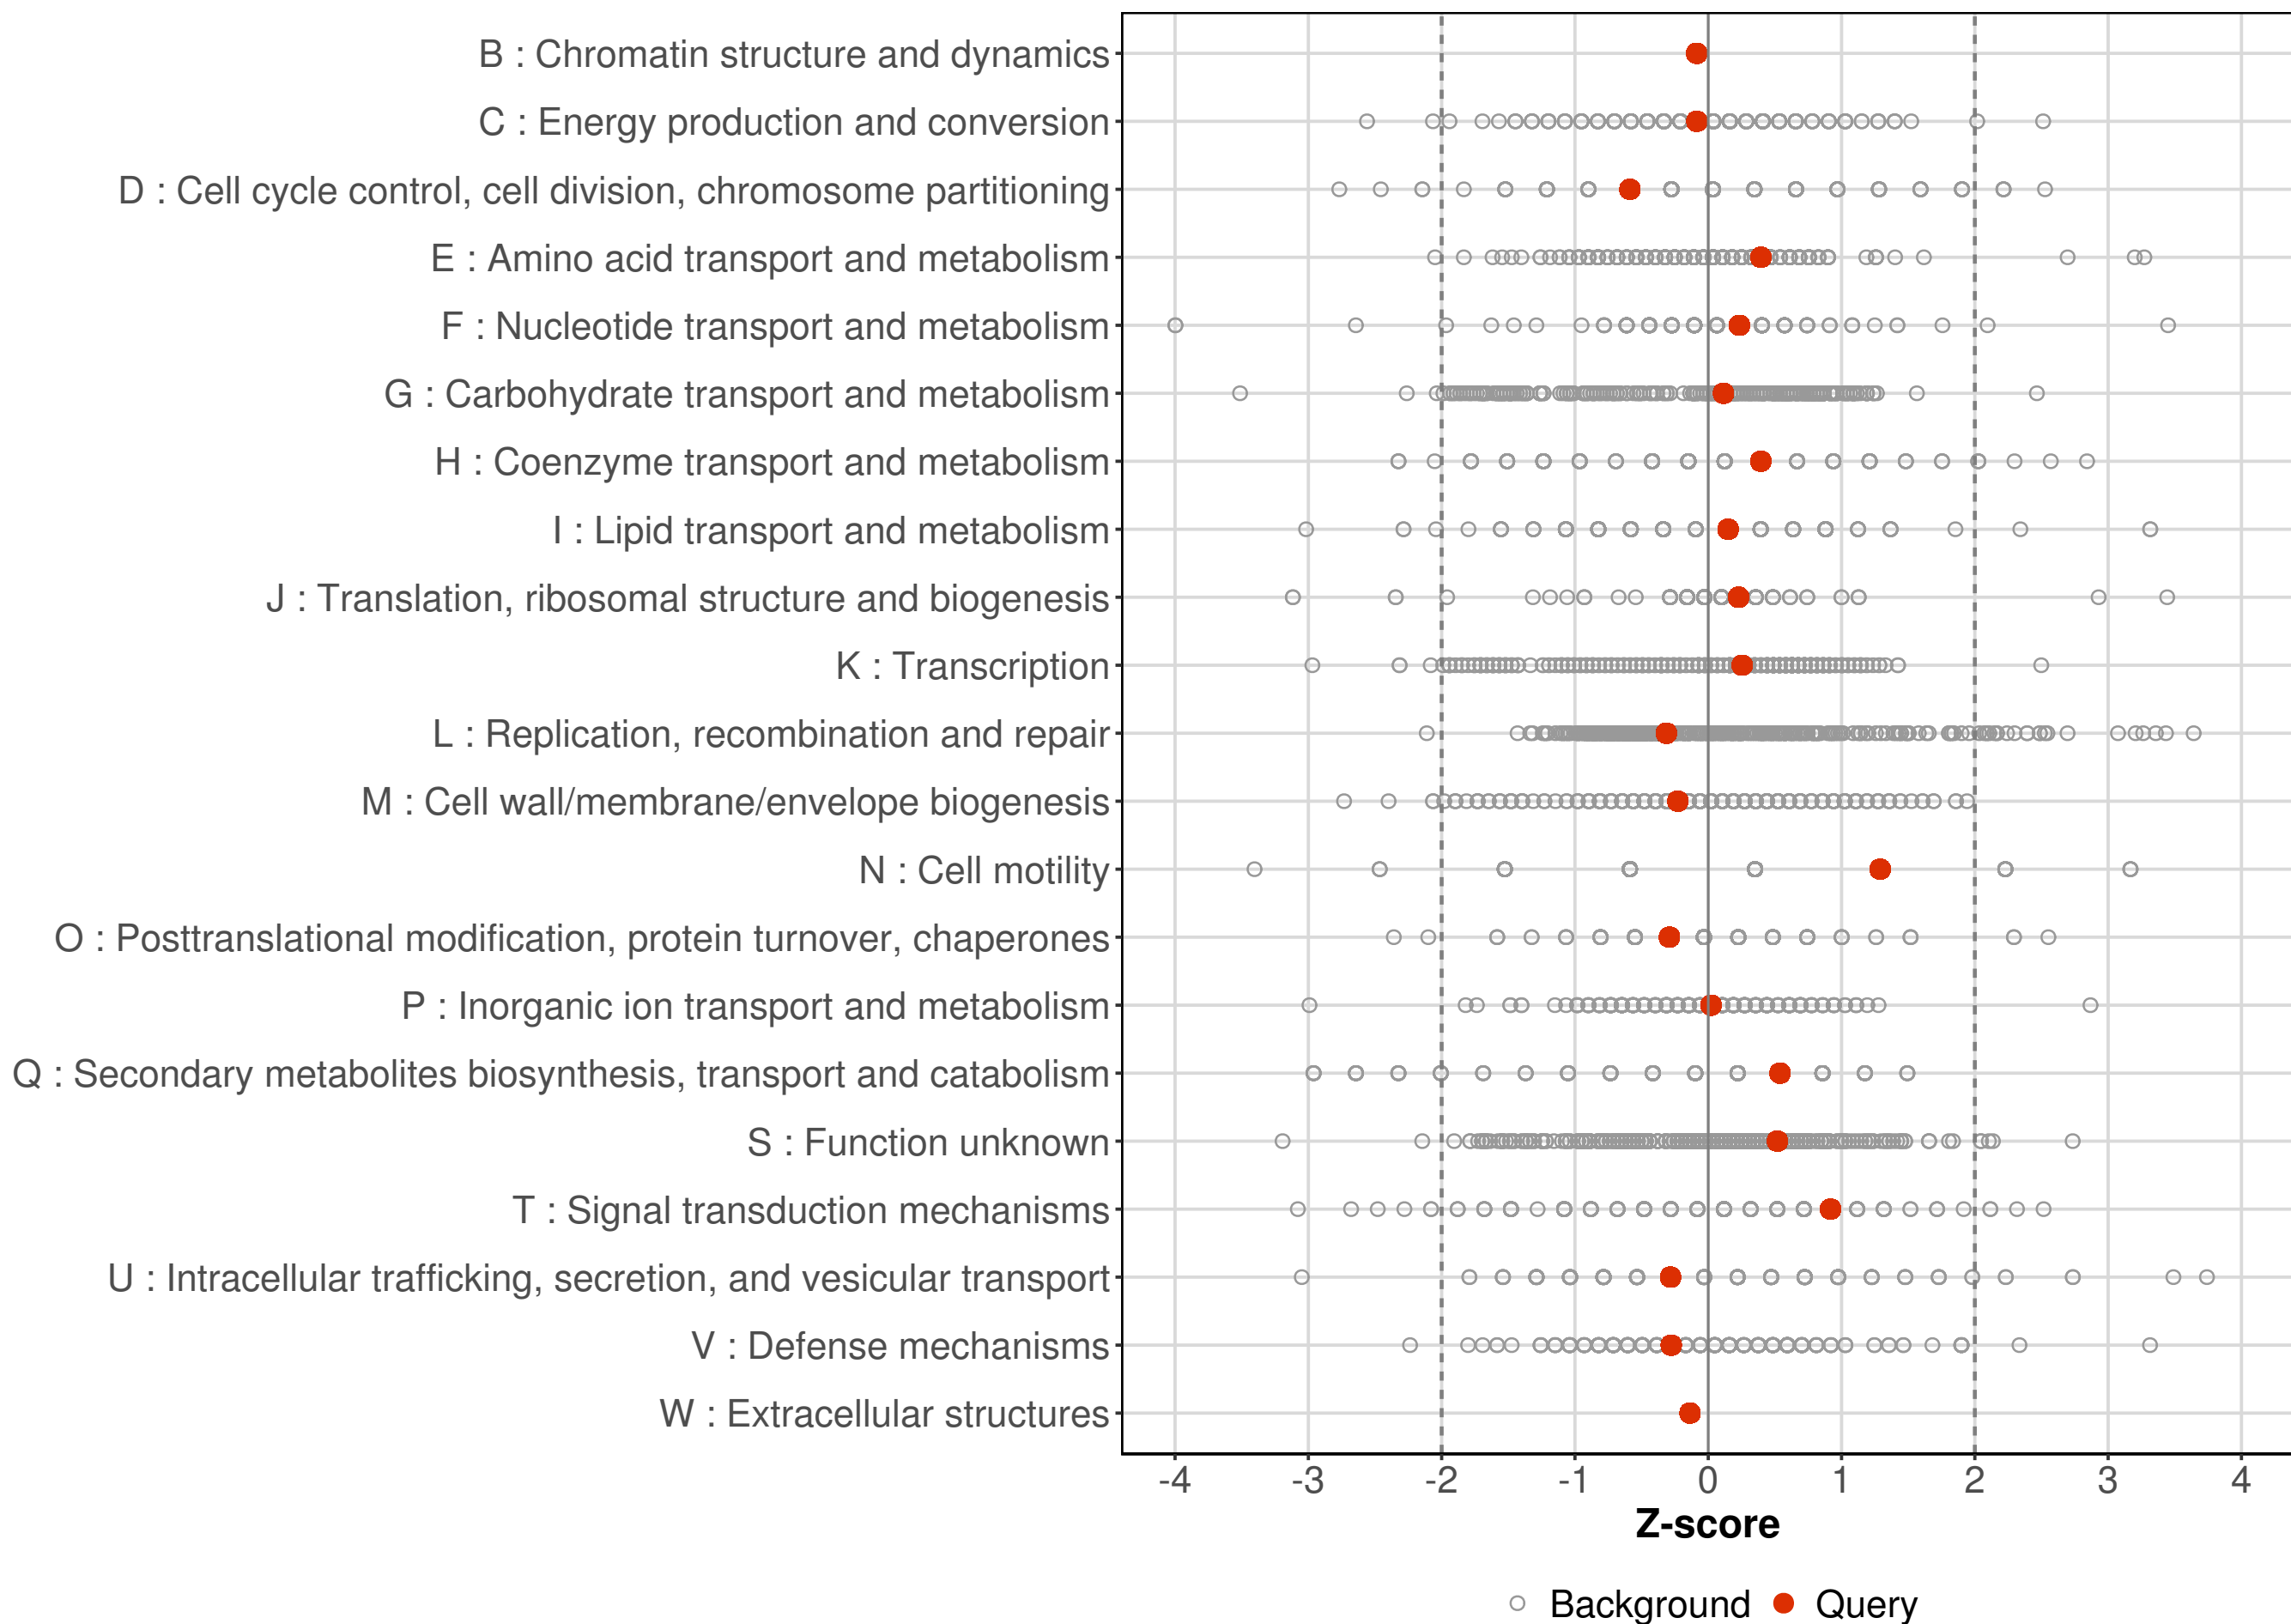 B : Chromatin structure and dynamics
C : Energy production and conversion
D : Cell cycle control, cell division, chromosome partitioning
E : Amino acid transport and metabolism
F : Nucleotide transport and metabolism
G : Carbohydrate transport and metabolism
H : Coenzyme transport and metabolism
I : Lipid transport and metabolism
J : Translation, ribosomal structure and biogenesis
K : Transcription
L : Replication, recombination and repair
M : Cell wall/membrane/envelope biogenesis
N : Cell motility
O : Posttranslational modification, protein turnover, chaperones
P : Inorganic ion transport and metabolism
Q : Secondary metabolites biosynthesis, transport and catabolism
S : Function unknown
T : Signal transduction mechanisms
U : Intracellular trafficking, secretion, and vesicular transport
V : Defense mechanisms
W : Extracellular structures
-4 -3 -2 -1 0 1 2 3 4
Z-score
Background Query